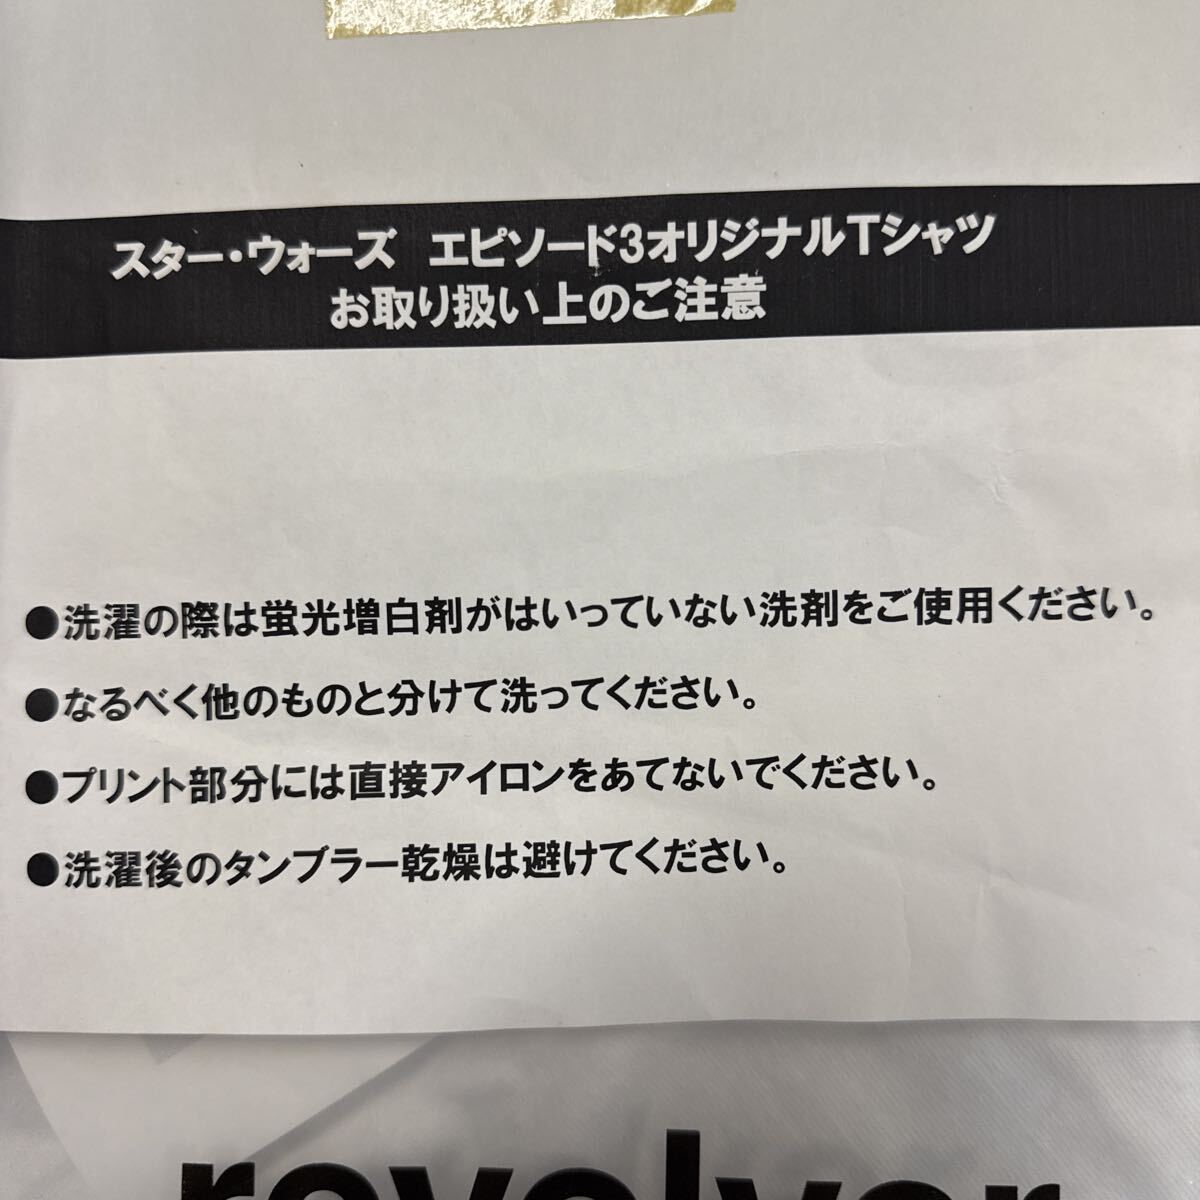 スター・ウォーズ エピソード3オリジナルTシャツ
お取り扱い上のご注意
●洗濯の際は蛍光増白剤がはいっていない洗剤をご使用ください。
●なるべく他のものと分けて洗ってください。
●プリント部分には直接アイロンをあてないでください。
●洗濯後のタンブラー乾燥は避けてください。
revolver